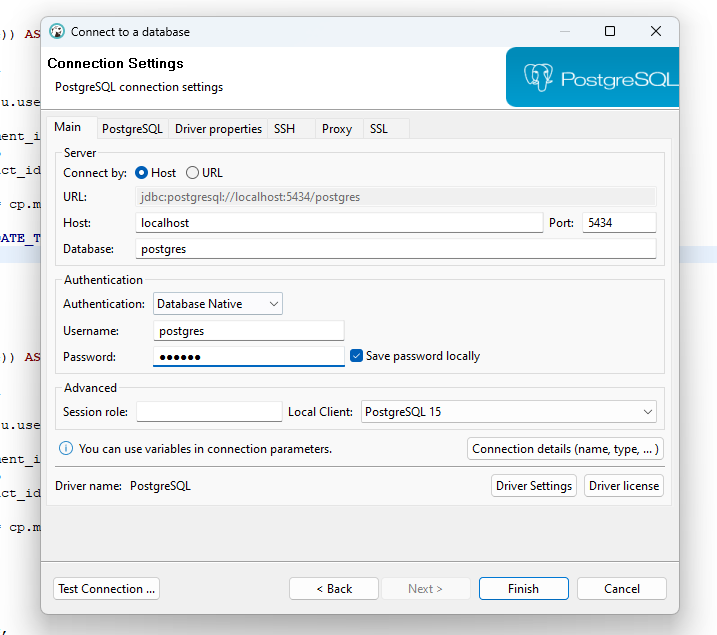 Connect to a database
Connection Settings
PostgreSQL connection settings
PostgreSQL
Main PostgreSQL Driver properties SSH Proxy SSL
Server
Connect by: Host URL
URL: jdbc:postgresql://localhost:5434/postgres
Host: localhost Port: 5434
Database: postgres
Authentication
Authentication: Database Native
Username: postgres
Password: ●●●●●● Save password locally
Advanced
Session role: Local Client: PostgreSQL 15
You can use variables in connection parameters. Connection details (name, type, ... )
Driver name: PostgreSQL Driver Settings Driver license
Test Connection ... < Back Next > Finish Cancel
)) AS
u.use
ment_i
ct_id
= cp.m
DATE_T
)) AS
u.use
ment_i
ct_id
= cp.m